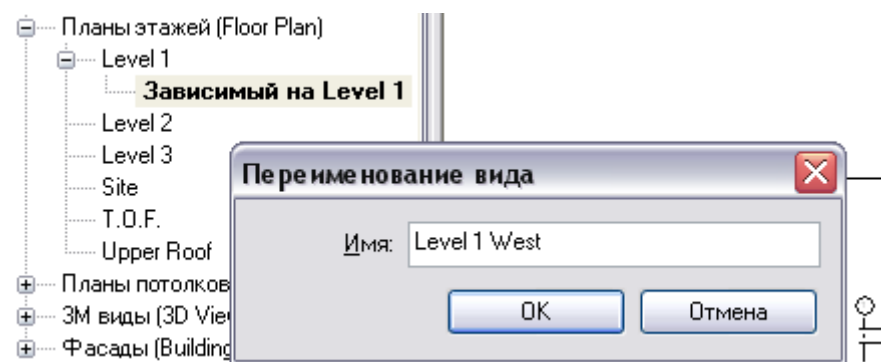 Планы этажей (Floor Plan)
Level 1
Зависимый на Level 1
Level 2
Level 3
Site
T.O.F.
Upper Roof
Планы потолков
3М виды (3D Vie
Фасады (Building
Переименование вида
Имя: Level 1 West
OK Отмена